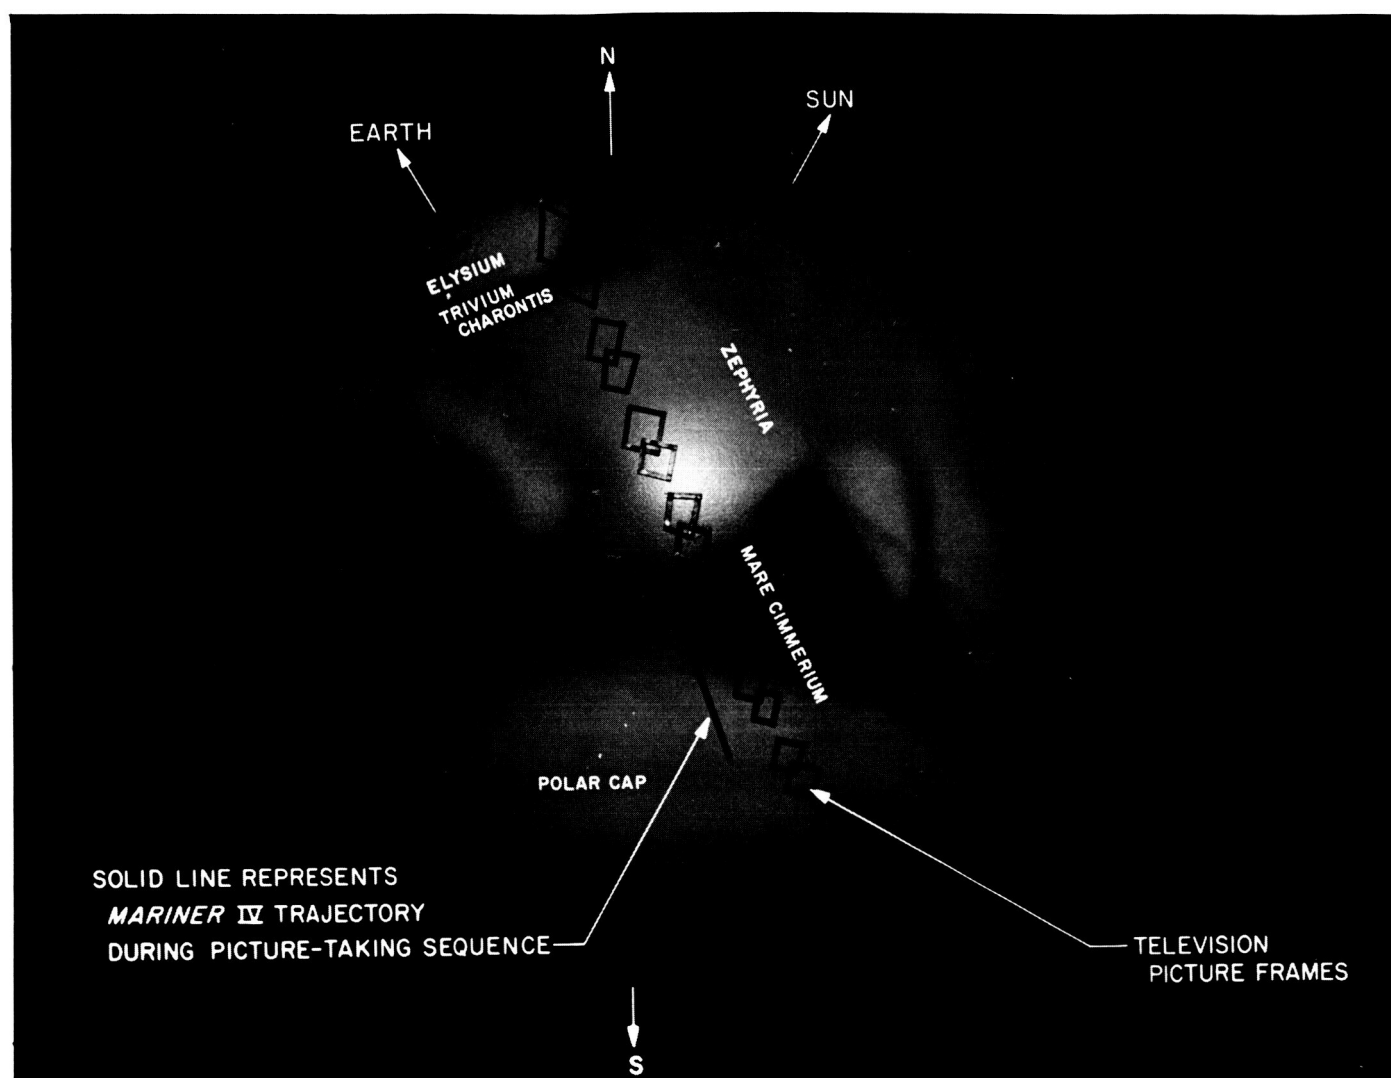 N
SUN
EARTH
ELYSIUM
TRIVIUM
CHARONTIS
ZEPHYRIA
MARE CIMMERIUM
POLAR CAP
SOLID LINE REPRESENTS
MARINER IV TRAJECTORY
DURING PICTURE-TAKING SEQUENCE
TELEVISION
PICTURE FRAMES
S